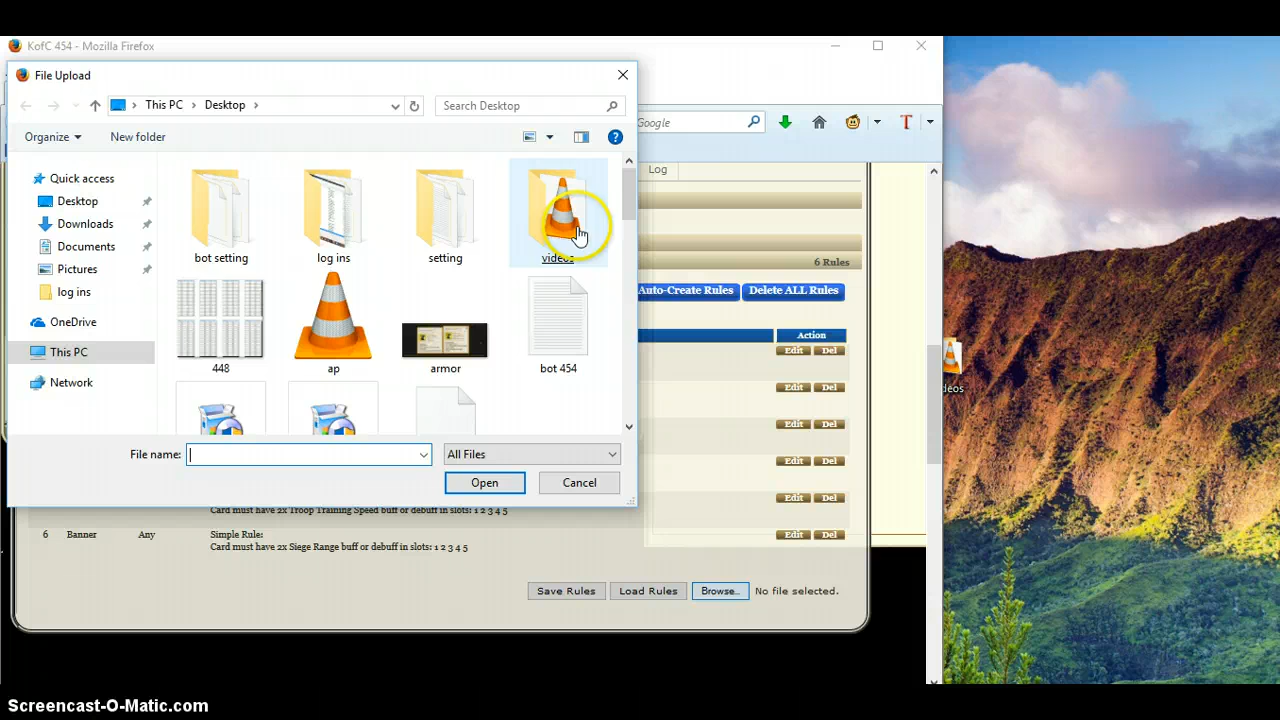 KofC 454 - Mozilla Firefox
File Upload
This PC
Desktop
Search Desktop
Google
Organize
New folder
Log
Quick access
Desktop
Downloads
Documents
Pictures
log ins
OneDrive
This PC
Network
bot setting
log ins
setting
videos
448
ap
armor
bot 454
6 Rules
Auto-Create Rules
Delete ALL Rules
Action
Edit Del
Edit Del
Edit Del
Edit Del
Edit Del
Edit Del
deos
File name:
All Files
Open
Cancel
Card must have 2x Troop Training Speed buff or debuff in slots: 1 2 3 4 5
6 Banner Any Simple Rule:
Card must have 2x Siege Range buff or debuff in slots: 1 2 3 4 5
Save Rules
Load Rules
Browse...
No file selected.
Screencast-O-Matic.com